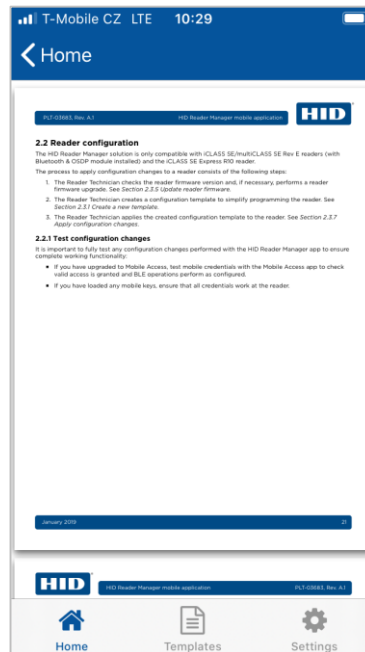 T-Mobile CZ LTE 10:29
Home
PLT-03683, Rev. A.1 HID Reader Manager mobile application HID
2.2 Reader configuration
The HID Reader Manager solution is only compatible with iCLASS SE/multiCLASS SE Rev E readers (with
Bluetooth & OSDP module installed) and the iCLASS SE Express R10 reader.
The process to apply configuration changes to a reader consists of the following steps:
1. The Reader Technician checks the reader firmware version and, if necessary, performs a reader
firmware upgrade. See Section 2.3.5 Update reader firmware.
2. The Reader Technician creates a configuration template to simplify programming the reader. See
Section 2.3.1 Create a new template.
3. The Reader Technician applies the created configuration template to the reader. See Section 2.3.7
Apply configuration changes.
2.2.1 Test configuration changes
It is important to fully test any configuration changes performed with the HID Reader Manager app to ensure
complete working functionality:
• If you have upgraded to Mobile Access, test mobile credentials with the Mobile Access app to check
valid access is granted and BLE operations perform as configured.
• If you have loaded any mobile keys, ensure that all credentials work at the reader.
January 2019 21
HID HID Reader Manager mobile application PLT-03683, Rev. A.1
Home Templates Settings